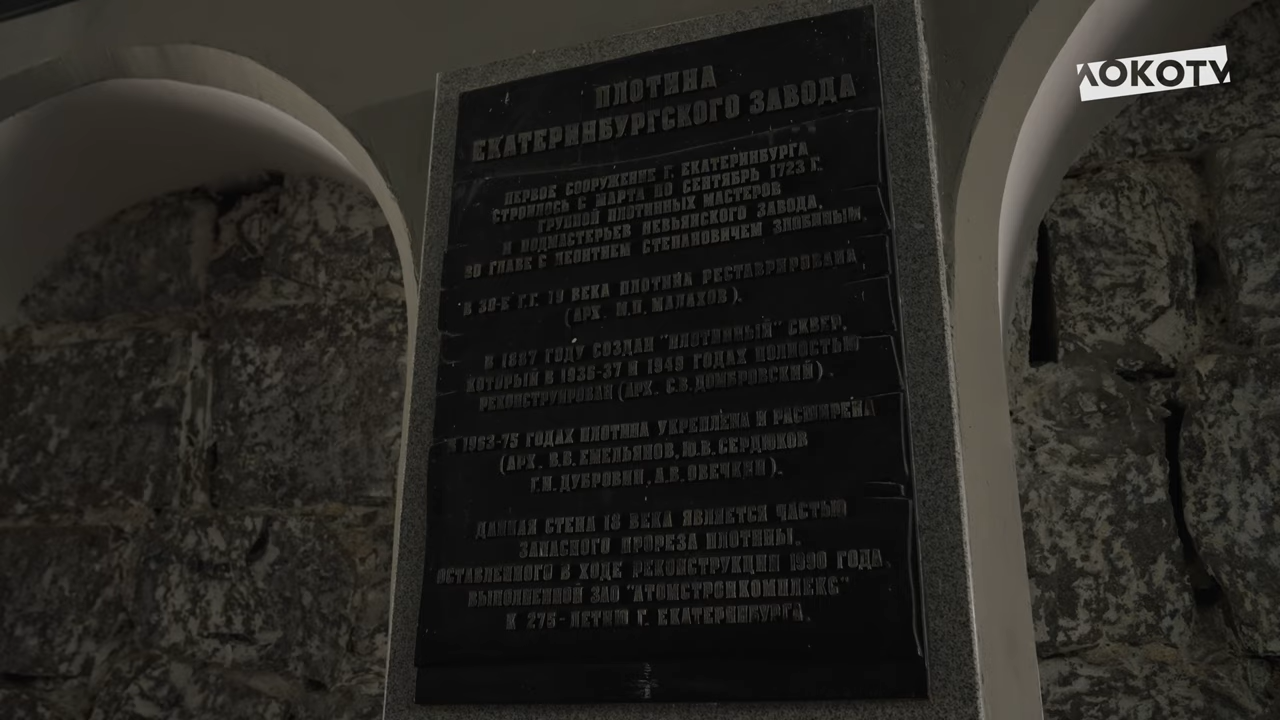 ЛОКОTV
ПЛОТИНА
ЕКАТЕРИНБУРГСКОГО ЗАВОДА
ПЕРВОЕ СООРУЖЕНИЕ Г. ЕКАТЕРИНБУРГА
СТРОИЛОСЬ С МАРТА ПО СЕНТЯБРЬ 1723 Г.
ГРУППОЙ ПЛОТИННЫХ МАСТЕРОВ
И ПОДМАСТЕРЬЕВ НЕВЬЯНСКОГО ЗАВОДА,
ВО ГЛАВЕ С ЛЕОНТИЕМ СТЕПАНОВИЧЕМ ЗЛОБИНЫМ.
В 30-Е Г.Г. 19 ВЕКА ПЛОТИНА РЕСТАВРИРОВАНА
(АРХ. М.П. МАЛАХОВ).
В 1887 ГОДУ СОЗДАН "ПЛОТИННЫЙ" СКВЕР,
КОТОРЫЙ В 1936-37 И 1949 ГОДАХ ПОЛНОСТЬЮ
РЕКОНСТРУИРОВАН (АРХ. С.В. ДОМБРОВСКИЙ).
В 1963-75 ГОДАХ ПЛОТИНА УКРЕПЛЕНА И РАСШИРЕНА
(АРХ. В.В. ЕМЕЛЬЯНОВ, Ю.В. СЕРДЮКОВ
Г.И. ДУБРОВИН, А.В. ОВЕЧКИН).
ДАННАЯ СТЕНА 18 ВЕКА ЯВЛЯЕТСЯ ЧАСТЬЮ
ЗАПАСНОГО ПРОРЕЗА ПЛОТИНЫ,
ОСТАВЛЕННОГО В ХОДЕ РЕКОНСТРУКЦИИ 1990 ГОДА,
ВЫПОЛНЕННОЙ ЗАО "АТОМСТРОЙКОМПЛЕКС"
К 275-ЛЕТИЮ Г. ЕКАТЕРИНБУРГА.